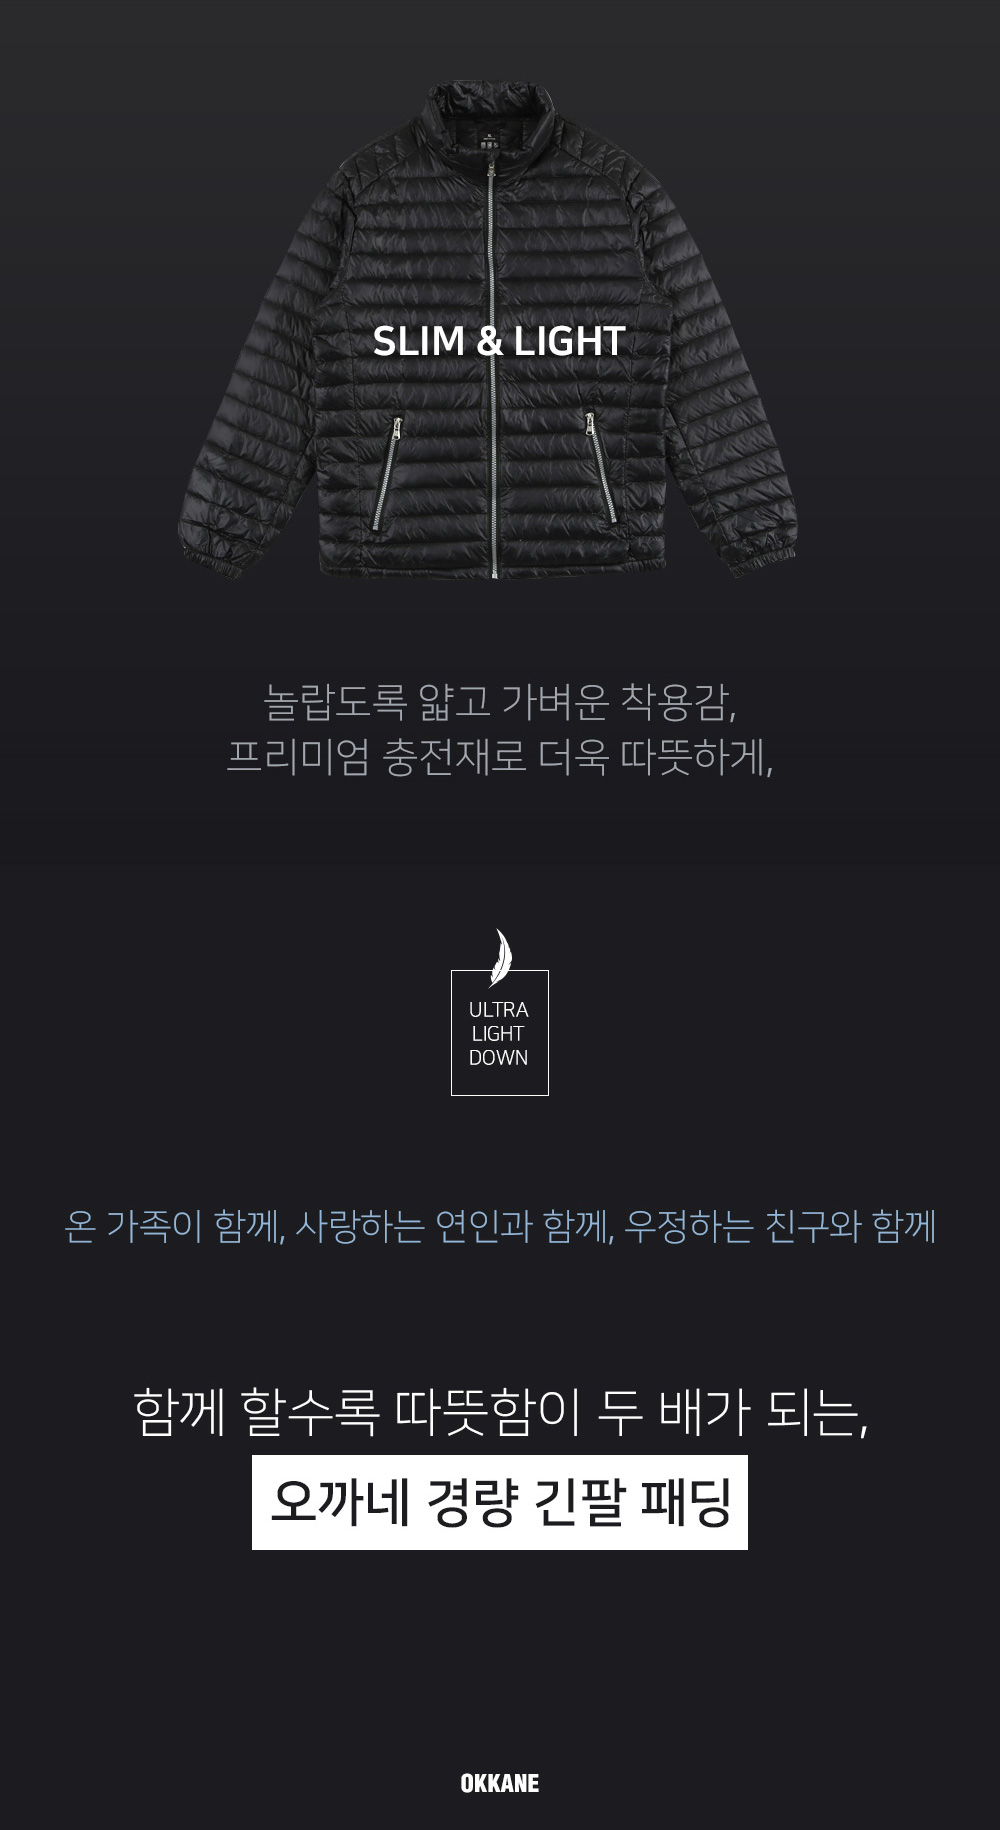 SLIM & LIGHT
놀랍도록 얇고 가벼운 착용감,
프리미엄 충전재로 더욱 따뜻하게,
ULTRA
LIGHT
DOWN
온 가족이 함께, 사랑하는 연인과 함께, 우정하는 친구와 함께
함께 할수록 따뜻함이 두 배가 되는,
오까네 경량 긴팔 패딩
OKKANE